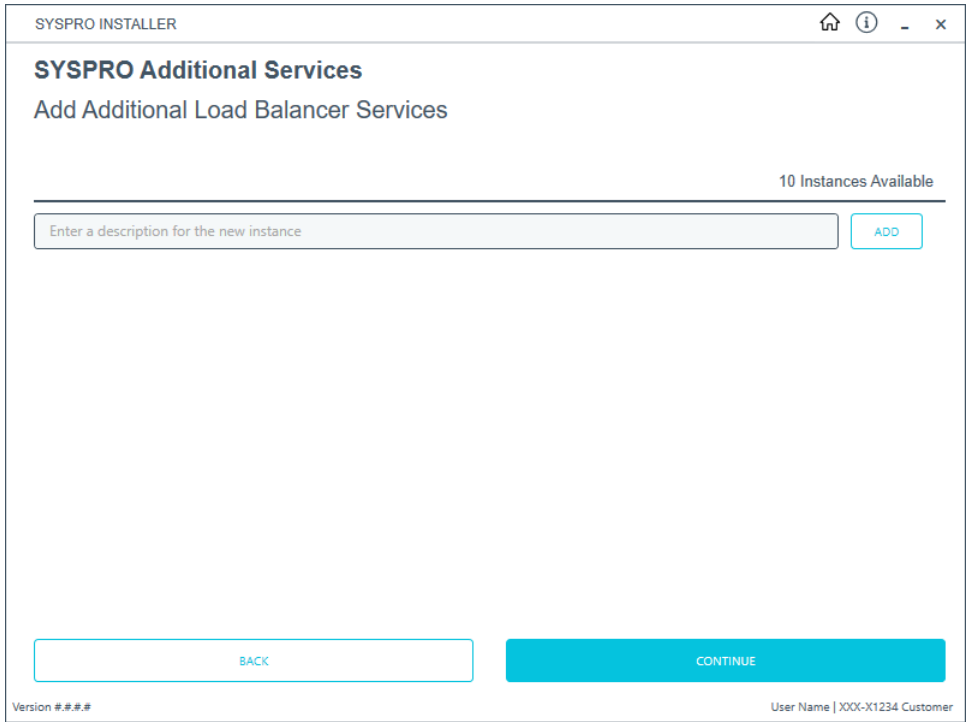 SYSPRO INSTALLER
SYSPRO Additional Services
Add Additional Load Balancer Services
10 Instances Available
Enter a description for the new instance
ADD
BACK
CONTINUE
Version #.#.#.#
User Name | XXX-X1234 Customer